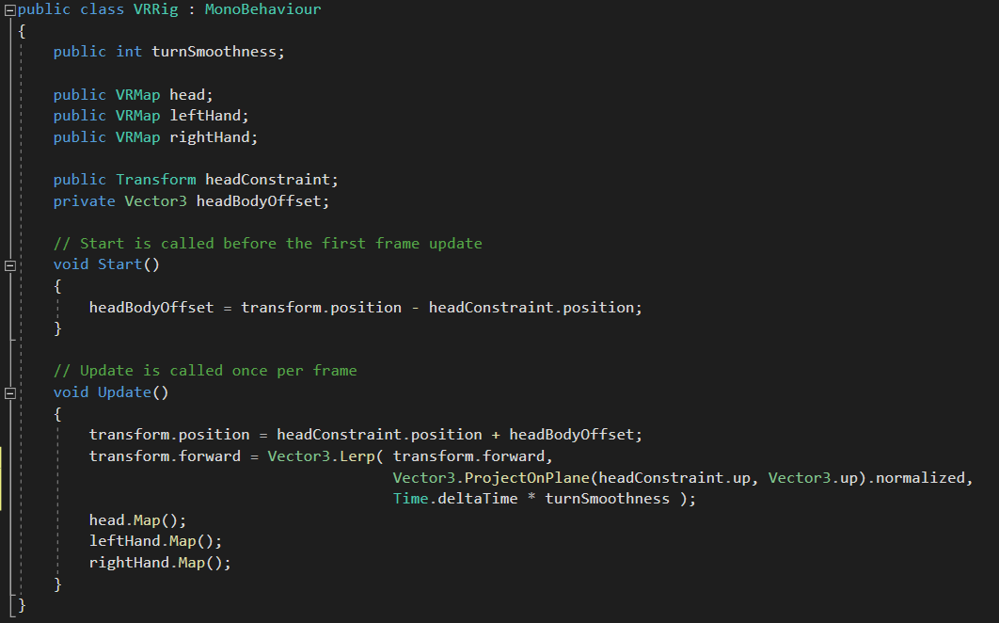 public class VRRig : MonoBehaviour
{
    public int turnSmoothness;

    public VRMap head;
    public VRMap leftHand;
    public VRMap rightHand;

    public Transform headConstraint;
    private Vector3 headBodyOffset;

    // Start is called before the first frame update
    void Start()
    {
        headBodyOffset = transform.position - headConstraint.position;
    }

    // Update is called once per frame
    void Update()
    {
        transform.position = headConstraint.position + headBodyOffset;
        transform.forward = Vector3.Lerp( transform.forward,
                                          Vector3.ProjectOnPlane(headConstraint.up, Vector3.up).normalized,
                                          Time.deltaTime * turnSmoothness );
        head.Map();
        leftHand.Map();
        rightHand.Map();
    }
}